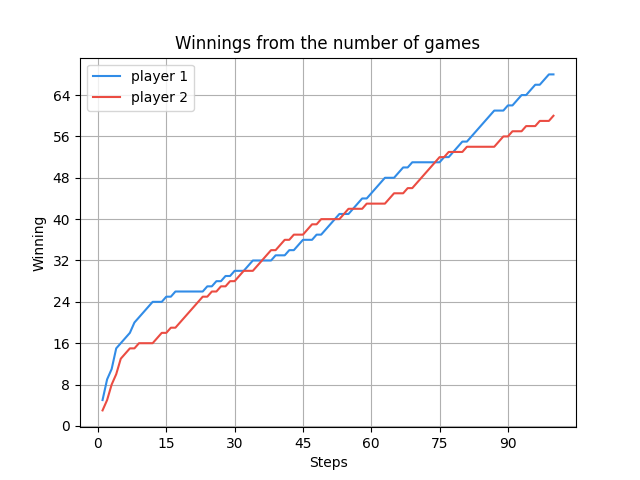 Winnings from the number of games
player 1
player 2
Winning
64
56
48
40
32
24
16
8
0
0 15 30 45 60 75 90
Steps